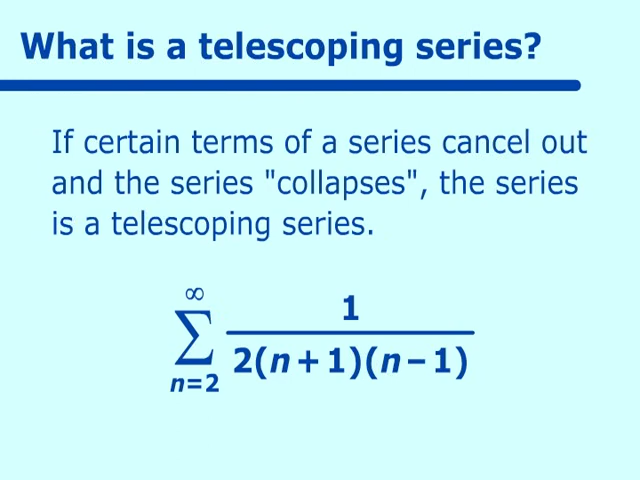 What is a telescoping series?
If certain terms of a series cancel out
and the series "collapses", the series
is a telescoping series.
∞
∑
n=2
1
2(n+1)(n−1)